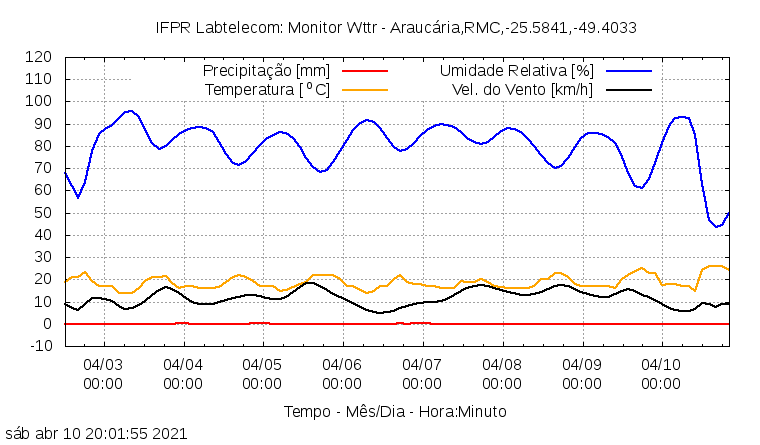 IFPR Labtelecom: Monitor Wttr - Araucária,RMC,-25.5841,-49.4033
Precipitação [mm]
Temperatura [⁰C]
Umidade Relativa [%]
Vel. do Vento [km/h]
120
110
100
90
80
70
60
50
40
30
20
10
0
-10
04/03 04/04 04/05 04/06 04/07 04/08 04/09 04/10
00:00 00:00 00:00 00:00 00:00 00:00 00:00 00:00
Tempo - Mês/Dia - Hora:Minuto
sáb abr 10 20:01:55 2021